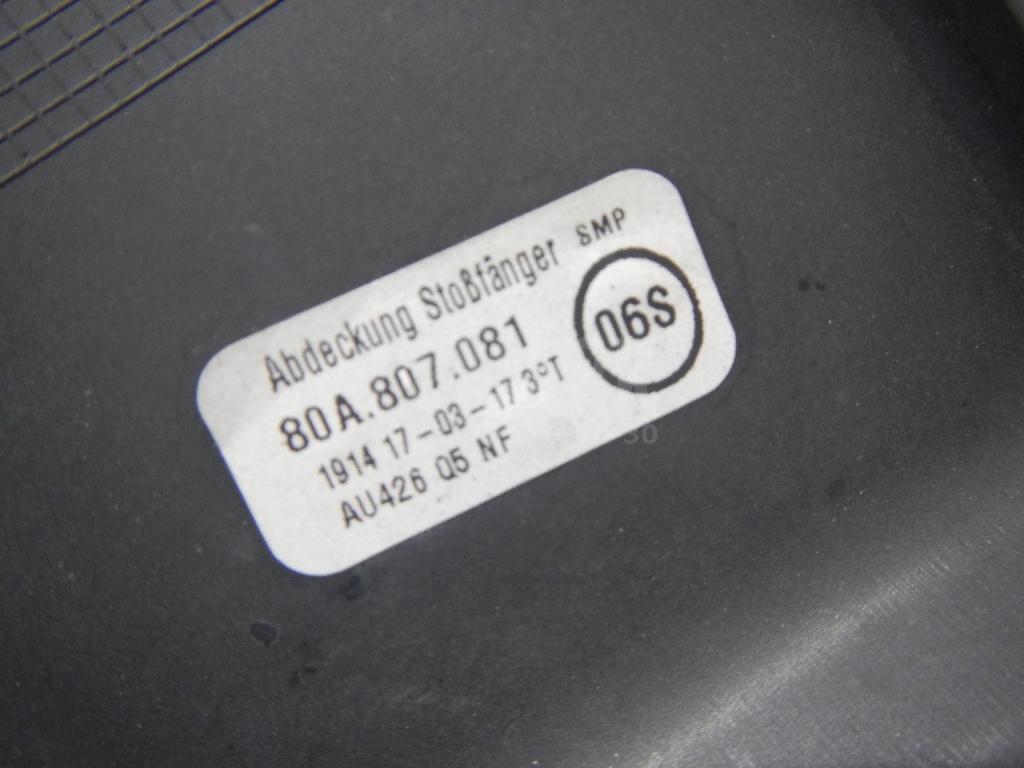 Abdeckung Stoßfänger SMP
80A.807.081
06S
1914 17-03-17 3°T
AU426 Q5 NF